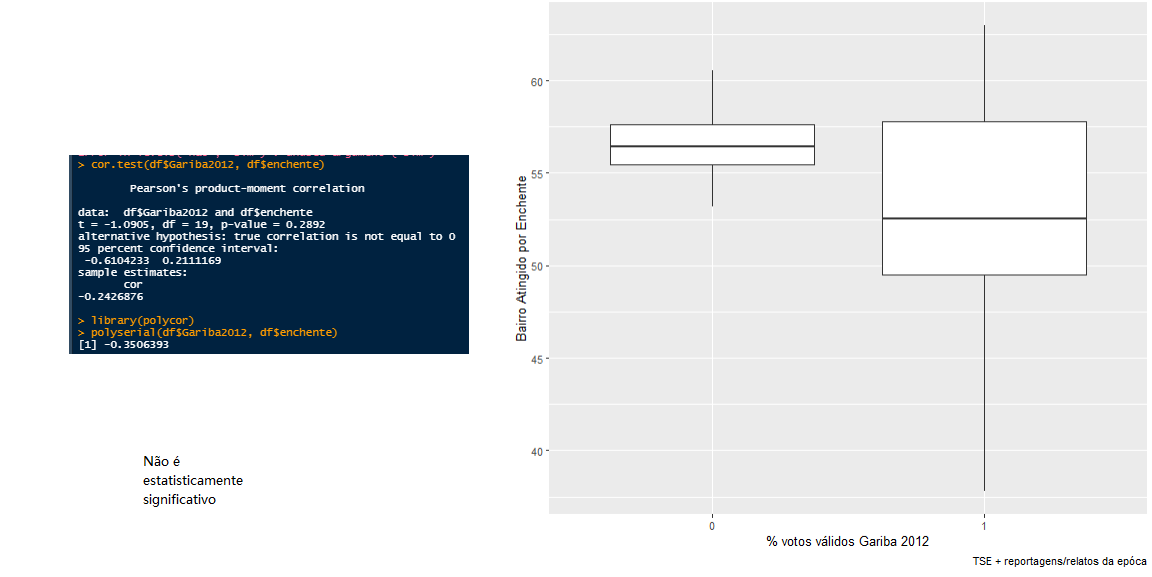 > cor.test(df$Gariba2012, df$enchente)
Pearson's product-moment correlation
data:  df$Gariba2012 and df$enchente
t = -1.0905, df = 19, p-value = 0.2892
alternative hypothesis: true correlation is not equal to 0
95 percent confidence interval:
-0.6104233  0.2111169
sample estimates:
cor
-0.2426876
> library(polycor)
> polyserial(df$Gariba2012, df$enchente)
[1] -0.3506393
Não é
estatisticamente
significativo
Bairro Atingido por Enchente
60
55
50
45
40
0
1
% votos válidos Gariba 2012
TSE + reportagens/relatos da epóca